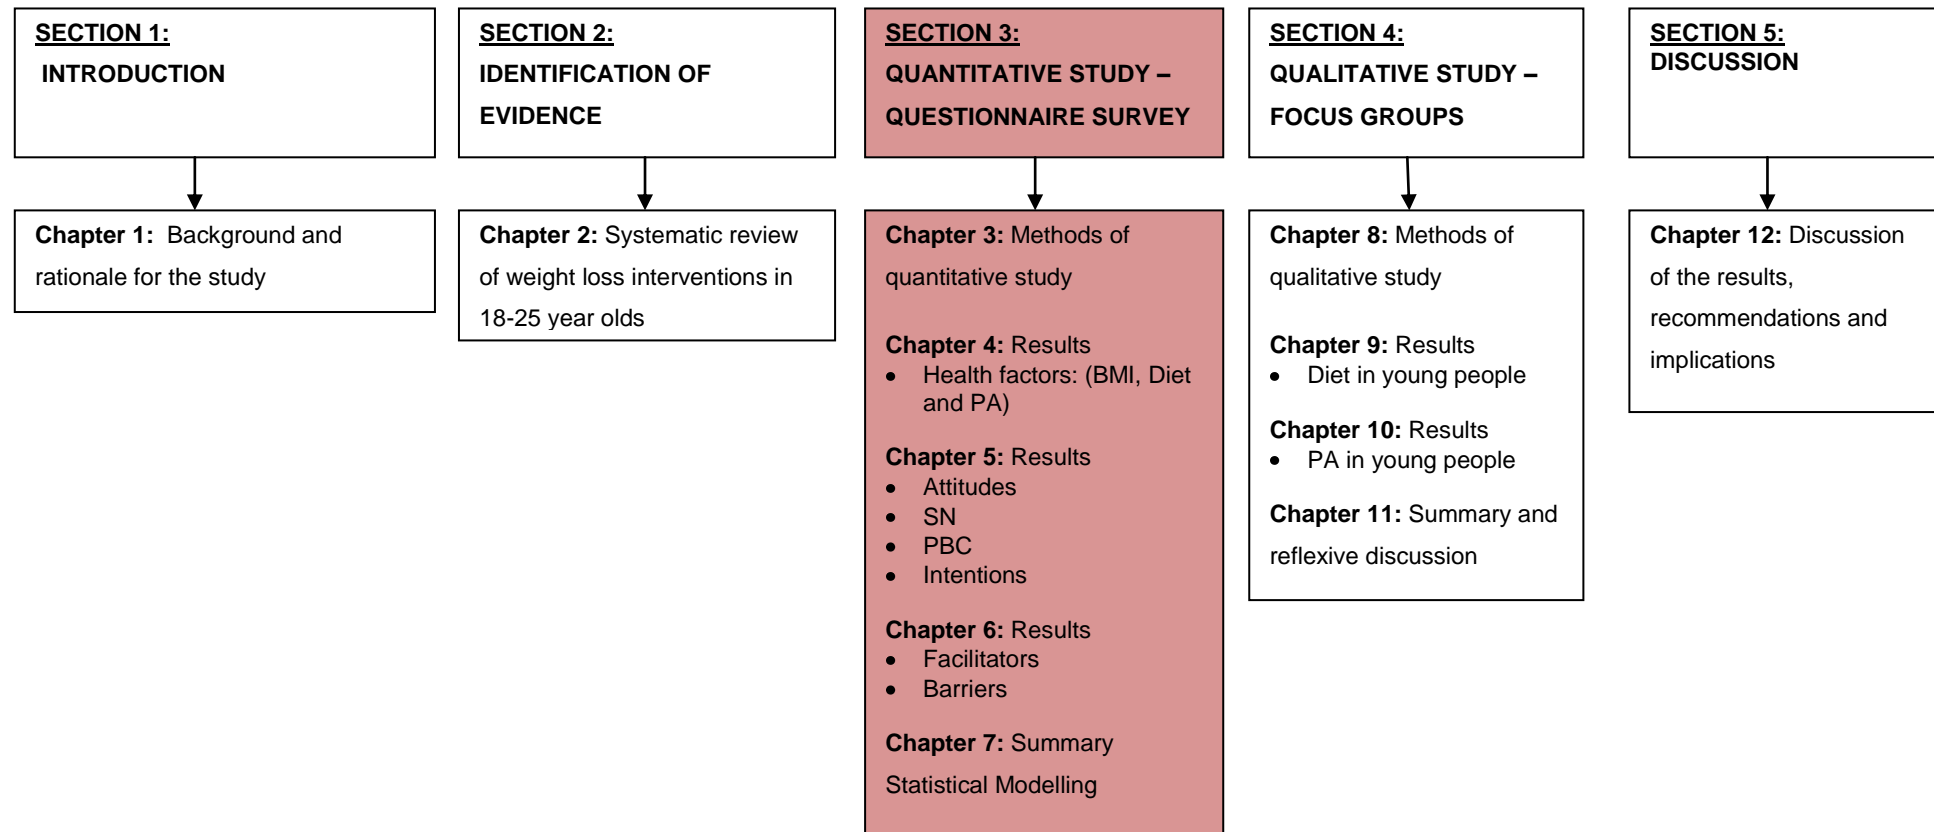 SECTION 1:
INTRODUCTION
Chapter 1: Background and
rationale for the study
SECTION 2:
IDENTIFICATION OF
EVIDENCE
Chapter 2: Systematic review
of weight loss interventions in
18-25 year olds
SECTION 3:
QUANTITATIVE STUDY –
QUESTIONNAIRE SURVEY
Chapter 3: Methods of
quantitative study
Chapter 4: Results
• Health factors: (BMI, Diet
and PA)
Chapter 5: Results
• Attitudes
• SN
• PBC
• Intentions
Chapter 6: Results
• Facilitators
• Barriers
Chapter 7: Summary
Statistical Modelling
SECTION 4:
QUALITATIVE STUDY –
FOCUS GROUPS
Chapter 8: Methods of
qualitative study
Chapter 9: Results
• Diet in young people
Chapter 10: Results
• PA in young people
Chapter 11: Summary and
reflexive discussion
SECTION 5:
DISCUSSION
Chapter 12: Discussion
of the results,
recommendations and
implications